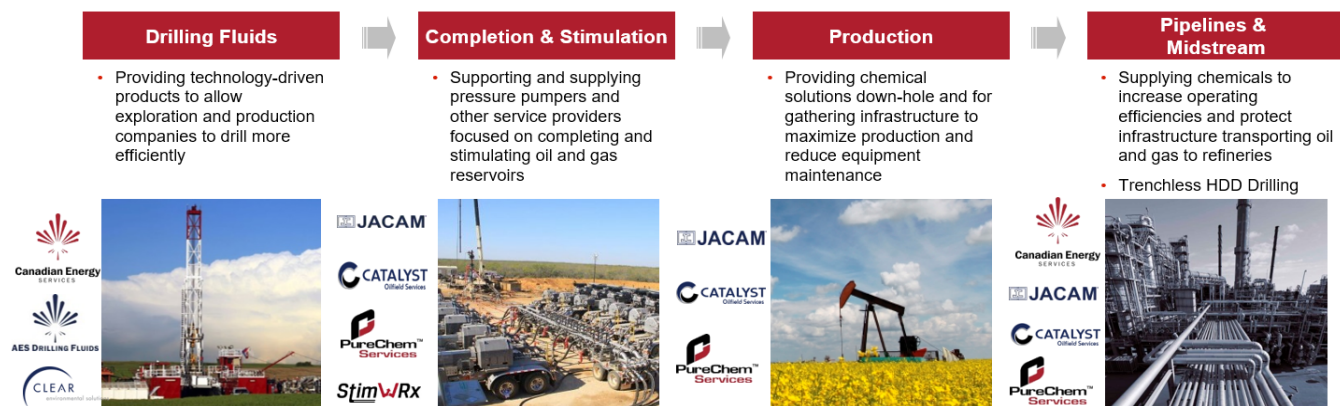 Drilling Fluids
• Providing technology-driven
products to allow
exploration and production
companies to drill more
efficiently
Canadian Energy
SERVICES
AES DRILLING FLUIDS
CLEAR
environmental solutions
Completion & Stimulation
• Supporting and supplying
pressure pumpers and
other service providers
focused on completing and
stimulating oil and gas
reservoirs
JACAM
CATALYST
Oilfield Services
PureChem™
Services
StimWRx
Production
• Providing chemical
solutions down-hole and for
gathering infrastructure to
maximize production and
reduce equipment
maintenance
JACAM
CATALYST
Oilfield Services
PureChem™
Services
Pipelines &
Midstream
• Supplying chemicals to
increase operating
efficiencies and protect
infrastructure transporting oil
and gas to refineries
• Trenchless HDD Drilling
Canadian Energy
SERVICES
JACAM
CATALYST
Oilfield Services
PureChem™
Services